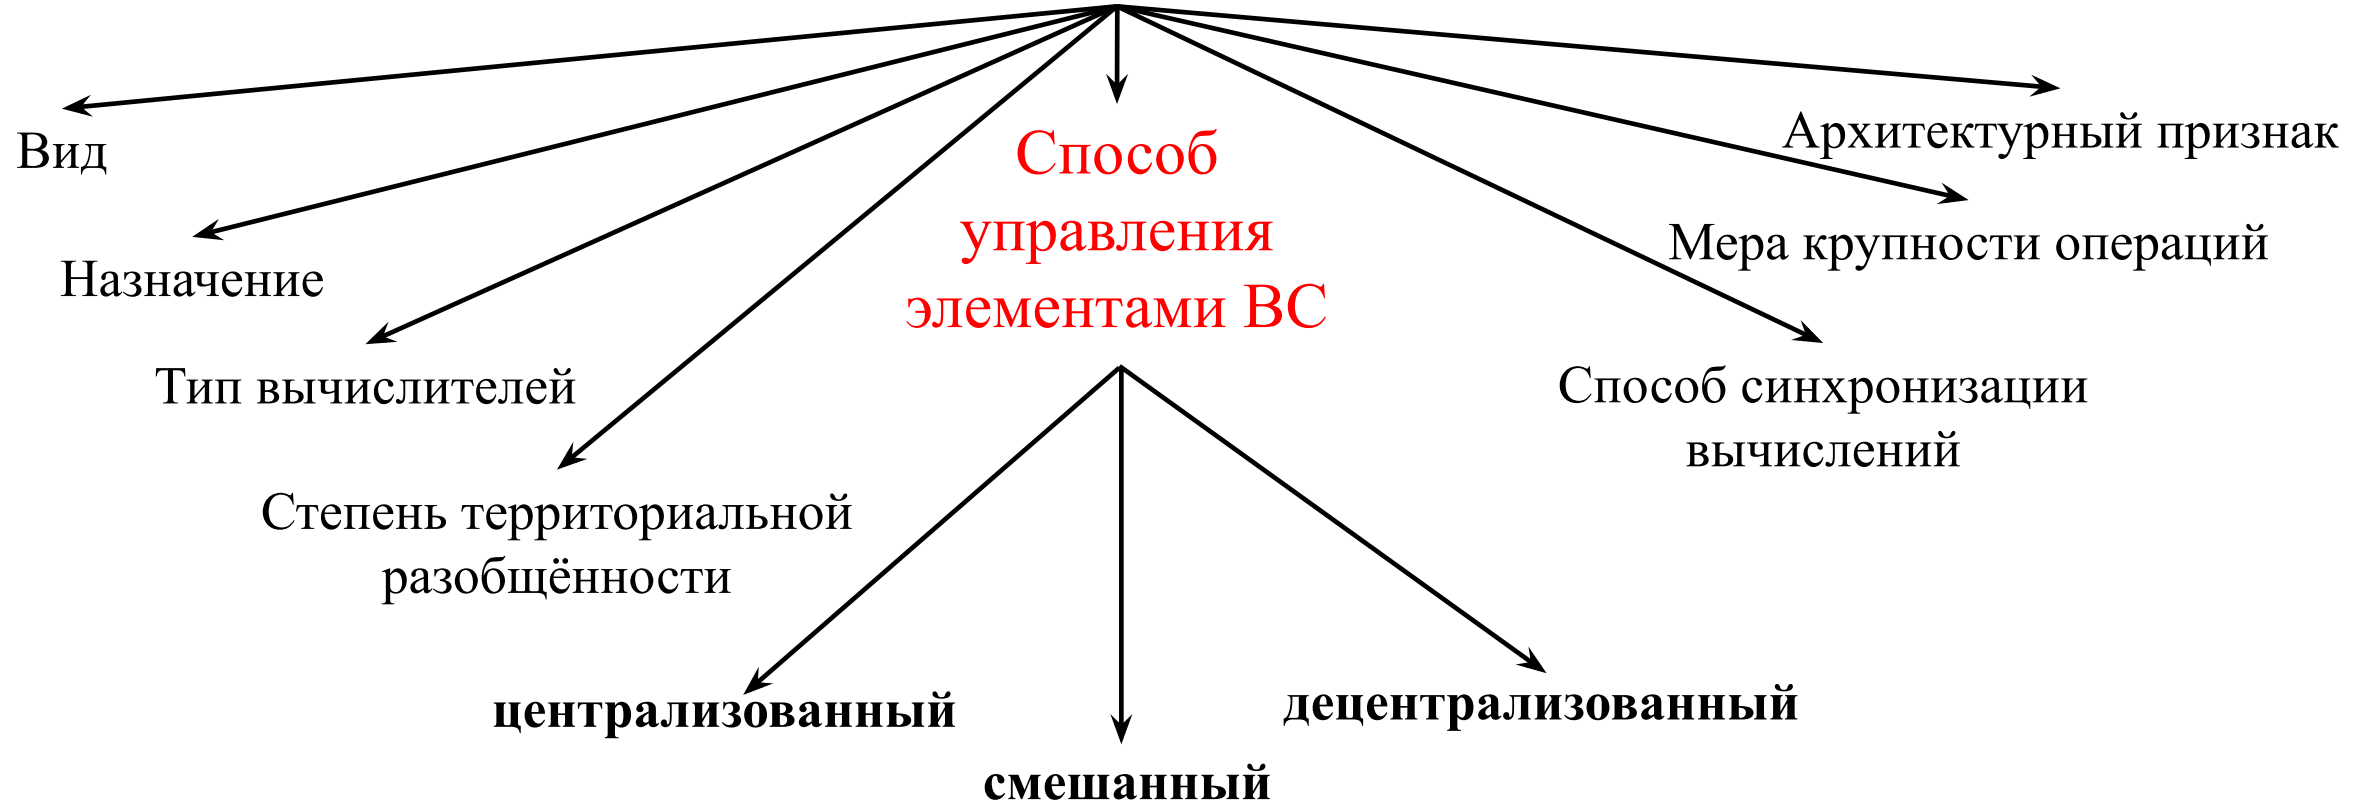 Вид
Назначение
Тип вычислителей
Степень территориальной
разобщённости
Способ
управления
элементами ВС
централизованный
смешанный
децентрализованный
Способ синхронизации
вычислений
Мера крупности операций
Архитектурный признак